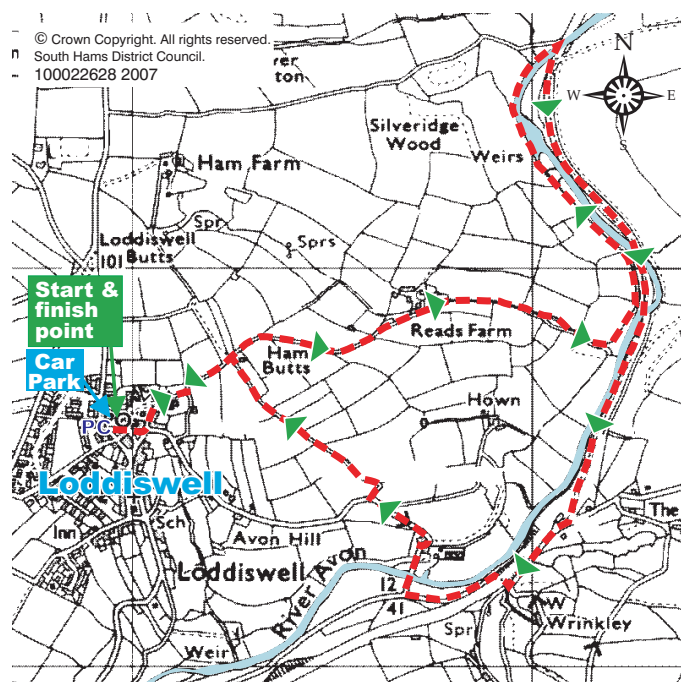 © Crown Copyright. All rights reserved.
South Hams District Council.
100022628 2007
rer
ton
N
W
E
S
Silveridge
Wood
Weirs
Ham Farm
Spr
Loddiswell
Butts
101
Sprs
Start &
finish
point
Reads Farm
Car
Park
Ham
Butts
Hown
PC
Loddiswell
Sch
Inn
The
Avon Hill
Loddiswell
River Avon
12
41
W
Wrinkley
Spr
Weir